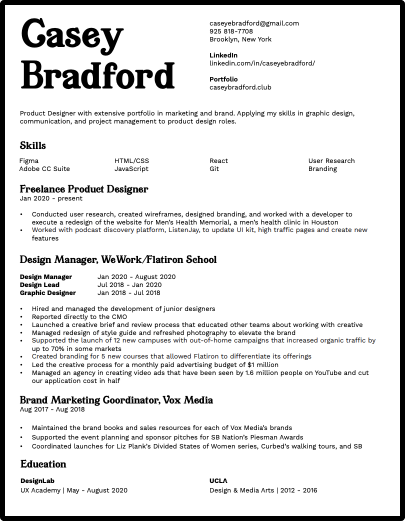 Casey
Bradford
caseyebradford@gmail.com
925 818-7708
Brooklyn, New York
LinkedIn
linkedin.com/in/caseyebradford/
Portfolio
caseybradford.club
Product Designer with extensive portfolio in marketing and brand. Applying my skills in graphic design,
communication, and project management to product design roles.
Skills
Figma HTML/CSS React User Research
Adobe CC Suite JavaScript Git Branding
Freelance Product Designer
Jan 2020 - present
• Conducted user research, created wireframes, designed branding, and worked with a developer to
execute a redesign of the website for Men's Health Memorial, a men's health clinic in Houston
• Worked with podcast discovery platform, ListenJay, to update UI kit, high traffic pages and create new
features
Design Manager, WeWork/Flatiron School
Design Manager Jan 2020 - August 2020
Design Lead Jul 2018 - Jan 2020
Graphic Designer Jan 2018 - Jul 2018
• Hired and managed the development of junior designers
• Reported directly to the CMO
• Launched a creative brief and review process that educated other teams about working with creative
• Managed redesign of style guide and refreshed photography to elevate the brand
• Supported the launch of 12 new campuses with out-of-home campaigns that increased organic traffic by
up to 70% in some markets
• Created branding for 5 new courses that allowed Flatiron to differentiate its offerings
• Led the creative process for a monthly paid advertising budget of $1 million
• Managed an agency in creating video ads that have been seen by 1.6 million people on YouTube and cut
our application cost in half
Brand Marketing Coordinator, Vox Media
Aug 2017 - Aug 2018
• Maintained the brand books and sales resources for each of Vox Media's brands
• Supported the event planning and sponsor pitches for SB Nation's Piesman Awards
• Coordinated launches for Liz Plank's Divided States of Women series, Curbed's walking tours, and SB
Education
DesignLab
UX Academy | May - August 2020
UCLA
Design & Media Arts | 2012 - 2016